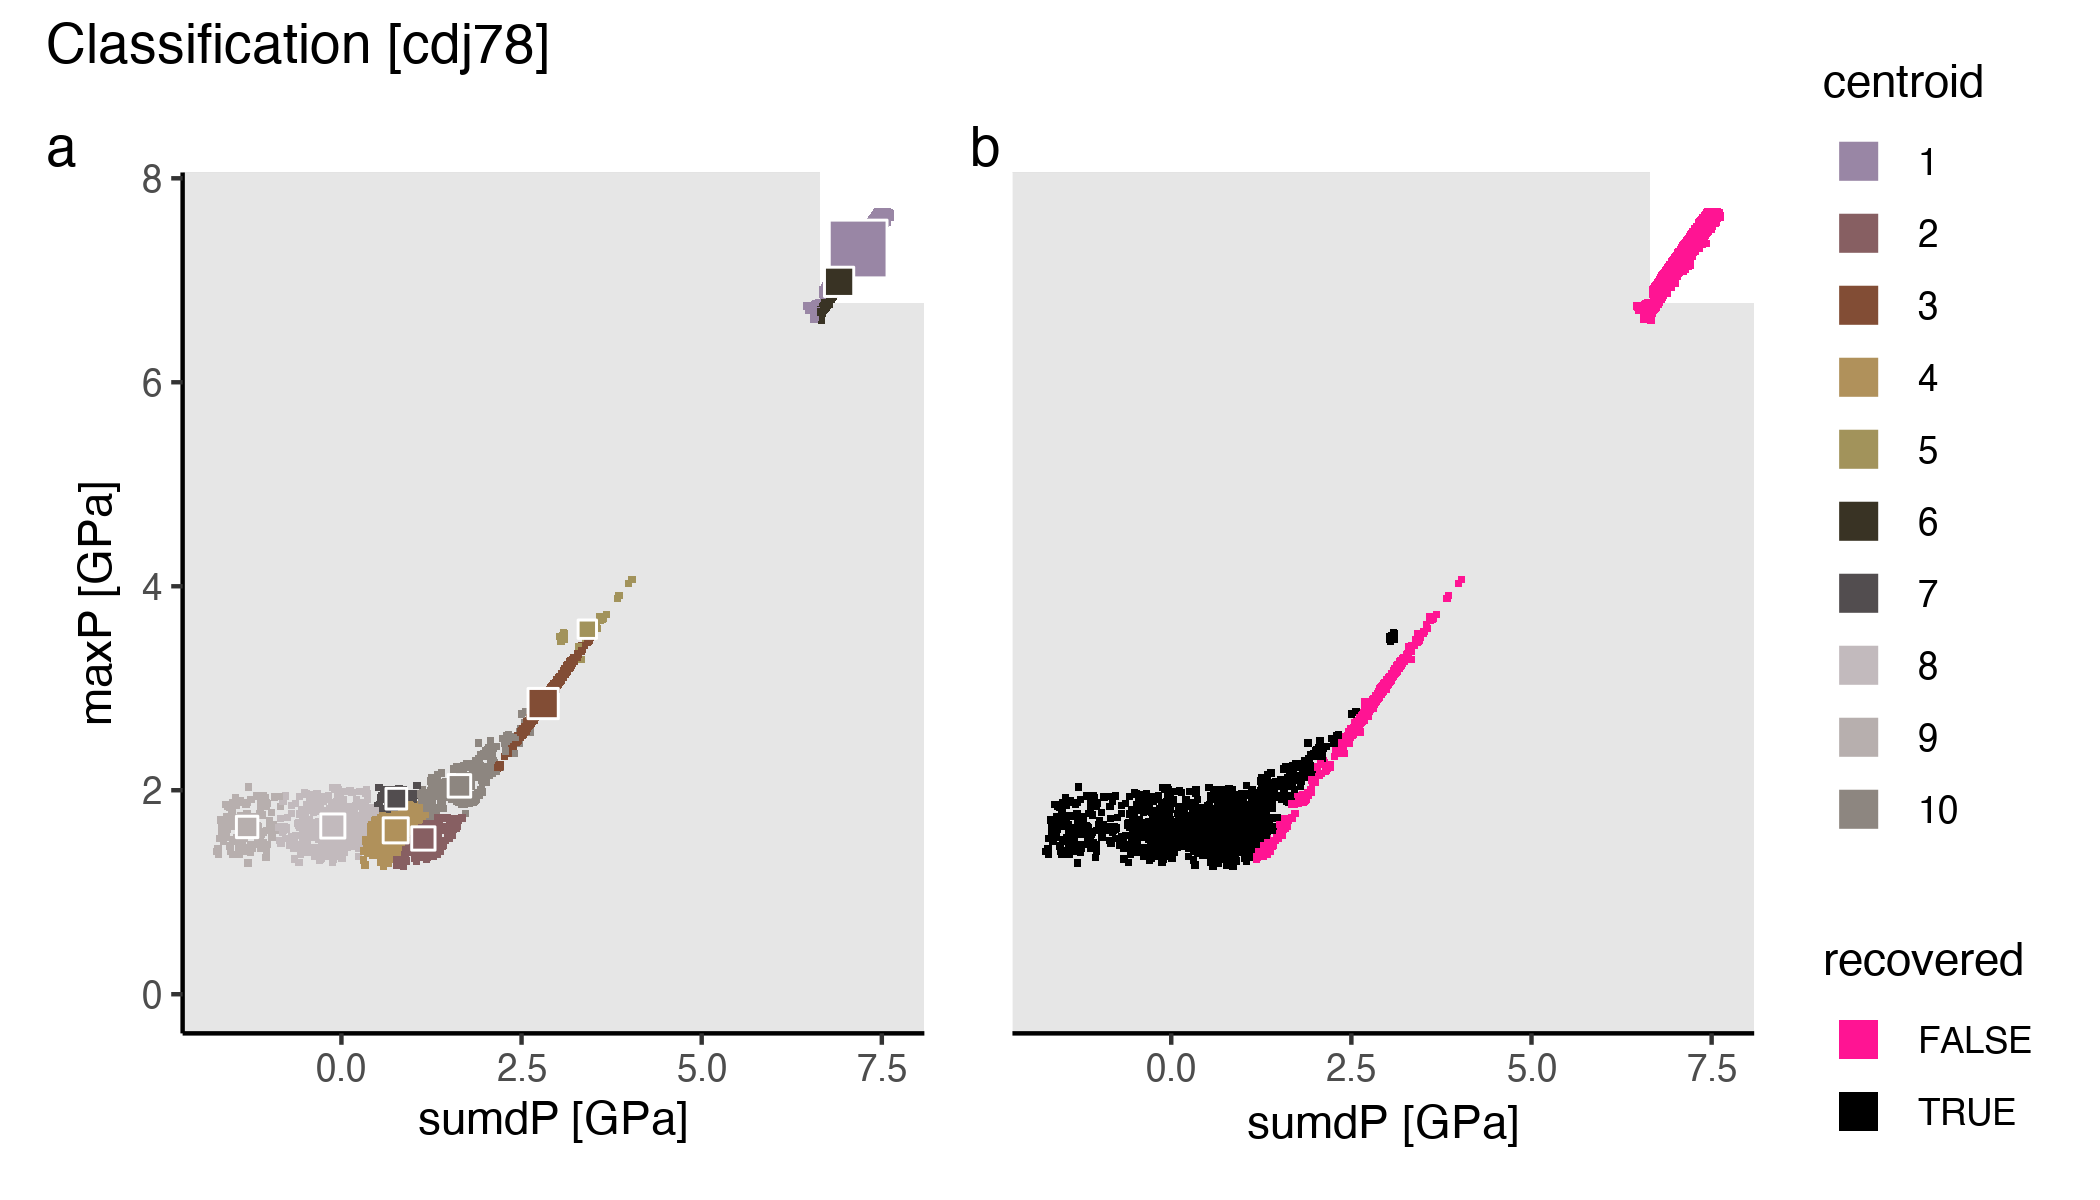 Classification [cdj78]
a
b
8
6
4
2
0
maxP [GPa]
0.0 2.5 5.0 7.5
sumdP [GPa]
0.0 2.5 5.0 7.5
sumdP [GPa]
centroid
1
2
3
4
5
6
7
8
9
10
recovered
FALSE
TRUE